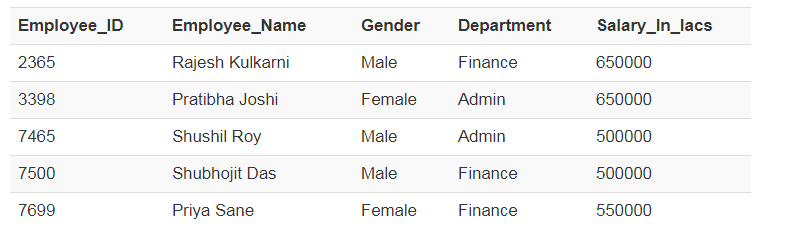 Employee_ID Employee_Name Gender Department Salary_In_lacs
2365 Rajesh Kulkarni Male Finance 650000
3398 Pratibha Joshi Female Admin 650000
7465 Shushil Roy Male Admin 500000
7500 Shubhojit Das Male Finance 500000
7699 Priya Sane Female Finance 550000